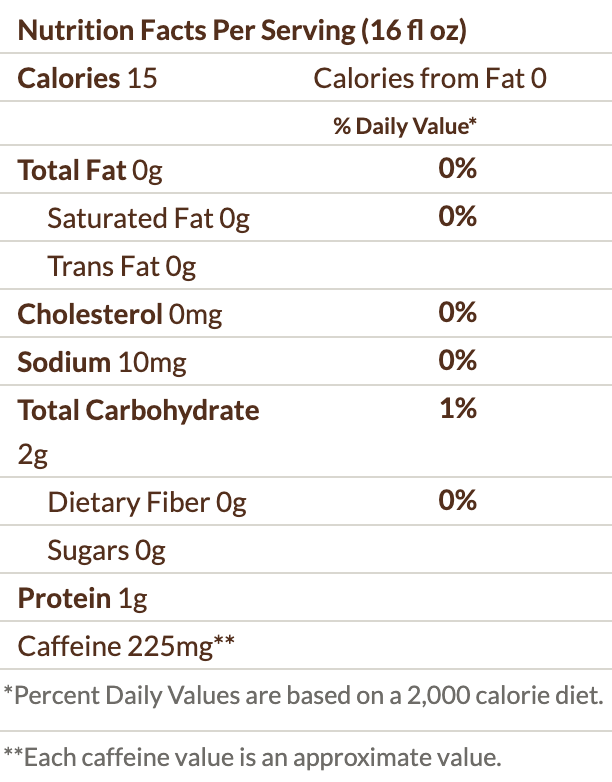 Nutrition Facts Per Serving (16 fl oz)
Calories 15 Calories from Fat 0
% Daily Value*
Total Fat 0g 0%
Saturated Fat 0g 0%
Trans Fat 0g
Cholesterol 0mg 0%
Sodium 10mg 0%
Total Carbohydrate 1%
2g
Dietary Fiber 0g 0%
Sugars 0g
Protein 1g
Caffeine 225mg**
*Percent Daily Values are based on a 2,000 calorie diet.
**Each caffeine value is an approximate value.